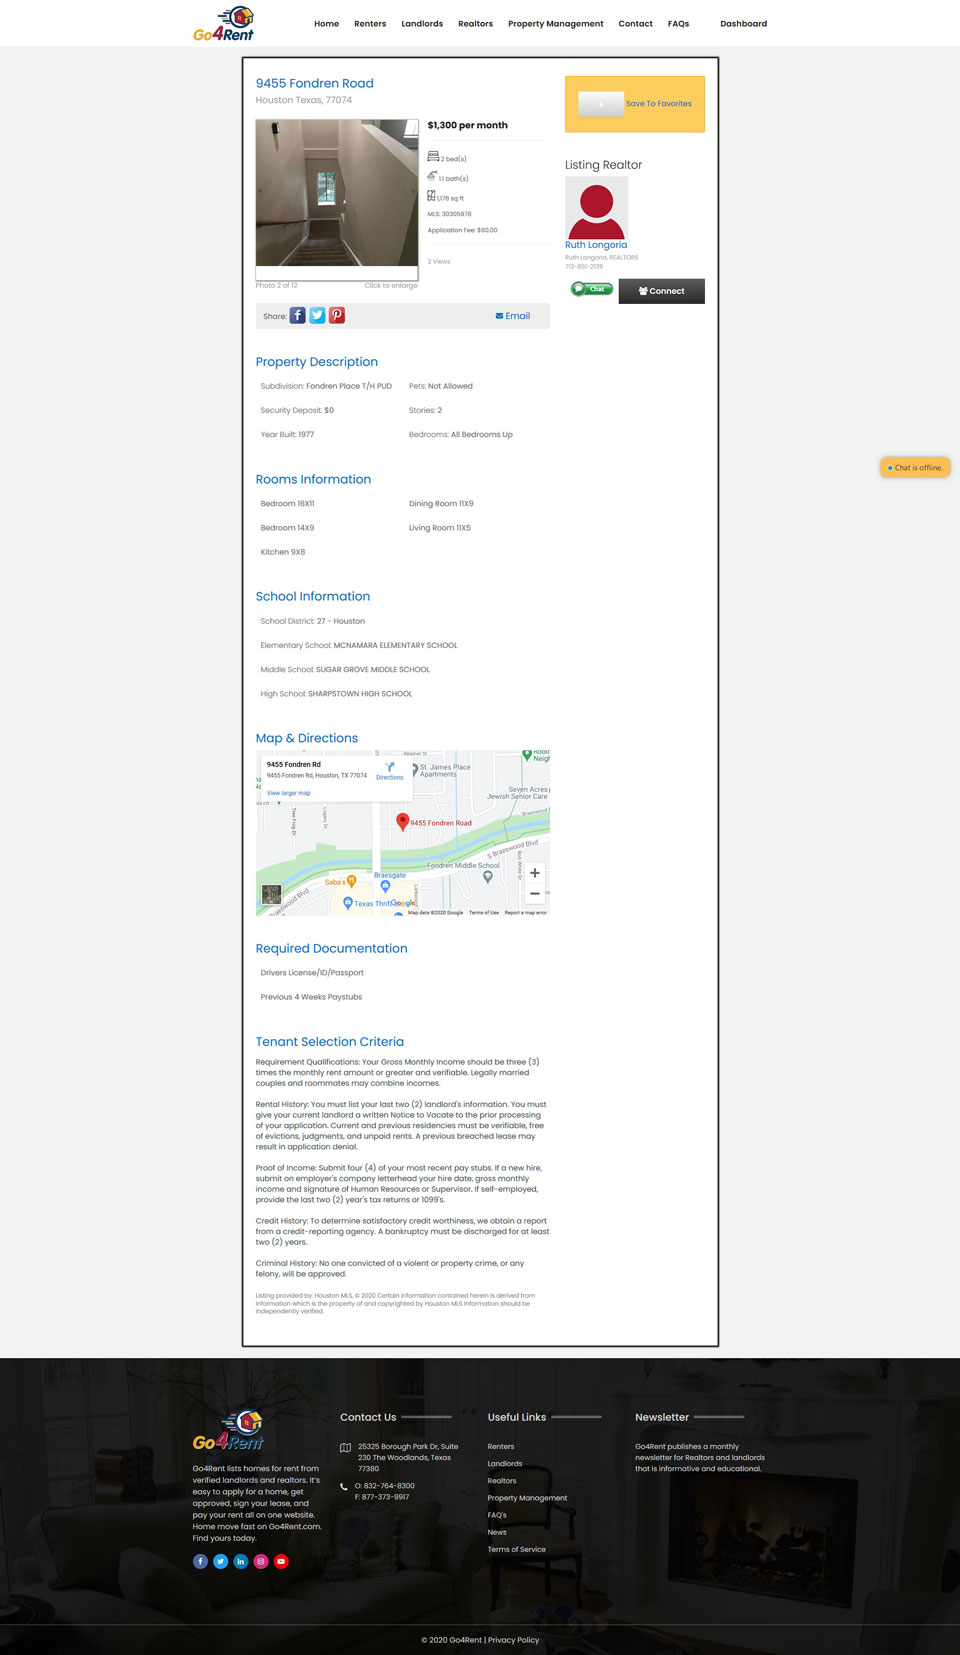 Go4Rent
Home Renters Landlords Realtors Property Management Contact FAQs Dashboard
9455 Fondren Road
Houston Texas, 77074
$1,300 per month
2 bed(s)
1.1 bath(s)
1,176 sq ft
MLS: 30305978
Application Fee: $60.00
2 Views
Photo 2 of 12 Click to enlarge
Share:
Email
+ Save To Favorites
Listing Realtor
Ruth Longoria
Ruth Longoria, REALTORS
713-851-2139
Chat
Connect
Property Description
Subdivision: Fondren Place T/H PUD Pets: Not Allowed
Security Deposit: $0 Stories: 2
Year Built: 1977 Bedrooms: All Bedrooms Up
Chat is offline.
Rooms Information
Bedroom 16X11 Dining Room 11X9
Bedroom 14X9 Living Room 11X5
Kitchen 9X8
School Information
School District: 27 - Houston
Elementary School: MCNAMARA ELEMENTARY SCHOOL
Middle School: SUGAR GROVE MIDDLE SCHOOL
High School: SHARPSTOWN HIGH SCHOOL
Map & Directions
9455 Fondren Rd
9455 Fondren Rd, Houston, TX 77074
Directions
View larger map
St. James Place
Apartments
Robin
Neigh
Seven Acres
Jewish Senior Care
Tree Frog Dr
Legacy Dr
9455 Fondren Road
Braeswood
S Braeswood Blvd
Fondren Middle School
Braesgate
Saba's
Braeswood Blvd
Texas Thrif
Google
Map data ©2020 Google Terms of Use Report a map error
Required Documentation
Drivers License/ID/Passport
Previous 4 Weeks Paystubs
Tenant Selection Criteria
Requirement Qualifications: Your Gross Monthly Income should be three (3)
times the monthly rent amount or greater and verifiable. Legally married
couples and roommates may combine incomes.
Rental History: You must list your last two (2) landlord's information. You must
give your current landlord a written Notice to Vacate to the prior processing
of your application. Current and previous residencies must be verifiable, free
of evictions, judgments, and unpaid rents. A previous breached lease may
result in application denial.
Proof of Income: Submit four (4) of your most recent pay stubs. If a new hire,
submit on employer's company letterhead your hire date, gross monthly
income and signature of Human Resources or Supervisor. If self-employed,
provide the last two (2) year's tax returns or 1099's.
Credit History: To determine satisfactory credit worthiness, we obtain a report
from a credit-reporting agency. A bankruptcy must be discharged for at least
two (2) years.
Criminal History: No one convicted of a violent or property crime, or any
felony, will be approved.
Listing provided by: Houston MLS, © 2020 Certain information contained herein is derived from
information which is the property of and copyrighted by Houston MLS Information should be
independently verified.
Go4Rent
Go4Rent lists homes for rent from
verified landlords and realtors. It's
easy to apply for a home, get
approved, sign your lease, and
pay your rent all on one website.
Home move fast on Go4Rent.com.
Find yours today.
Contact Us
25325 Borough Park Dr, Suite
230 The Woodlands, Texas
77380
O: 832-764-8300
F: 877-373-9917
Useful Links
Renters
Landlords
Realtors
Property Management
FAQ's
News
Terms of Service
Newsletter
Go4Rent publishes a monthly
newsletter for Realtors and landlords
that is informative and educational.
© 2020 Go4Rent | Privacy Policy